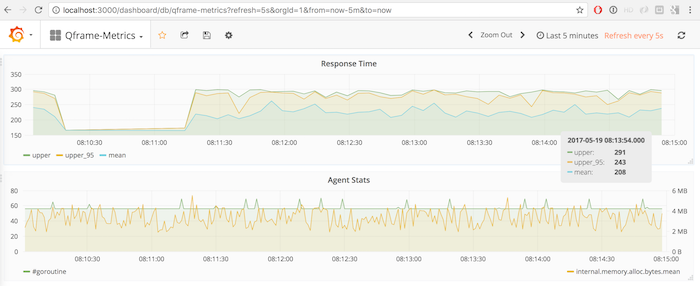 localhost:3000/dashboard/db/qframe-metrics?refresh=5s&orgId=1&from=now-5m&to=now
Qframe-Metrics
Zoom Out
Last 5 minutes
Refresh every 5s
Response Time
350
300
250
200
150
08:10:30
08:11:00
08:11:30
08:12:00
08:12:30
08:13:00
08:13:30
08:14:00
08:14:30
08:15:00
upper upper_95 mean
2017-05-19 08:13:54.000
upper: 291
upper_95: 243
mean: 208
Agent Stats
80
60
40
20
0
6 MB
4 MB
2 MB
0 B
08:10:30
08:11:00
08:11:30
08:12:00
08:12:30
08:13:00
08:13:30
08:14:00
08:14:30
08:15:00
#goroutine
internal.memory.alloc.bytes.mean